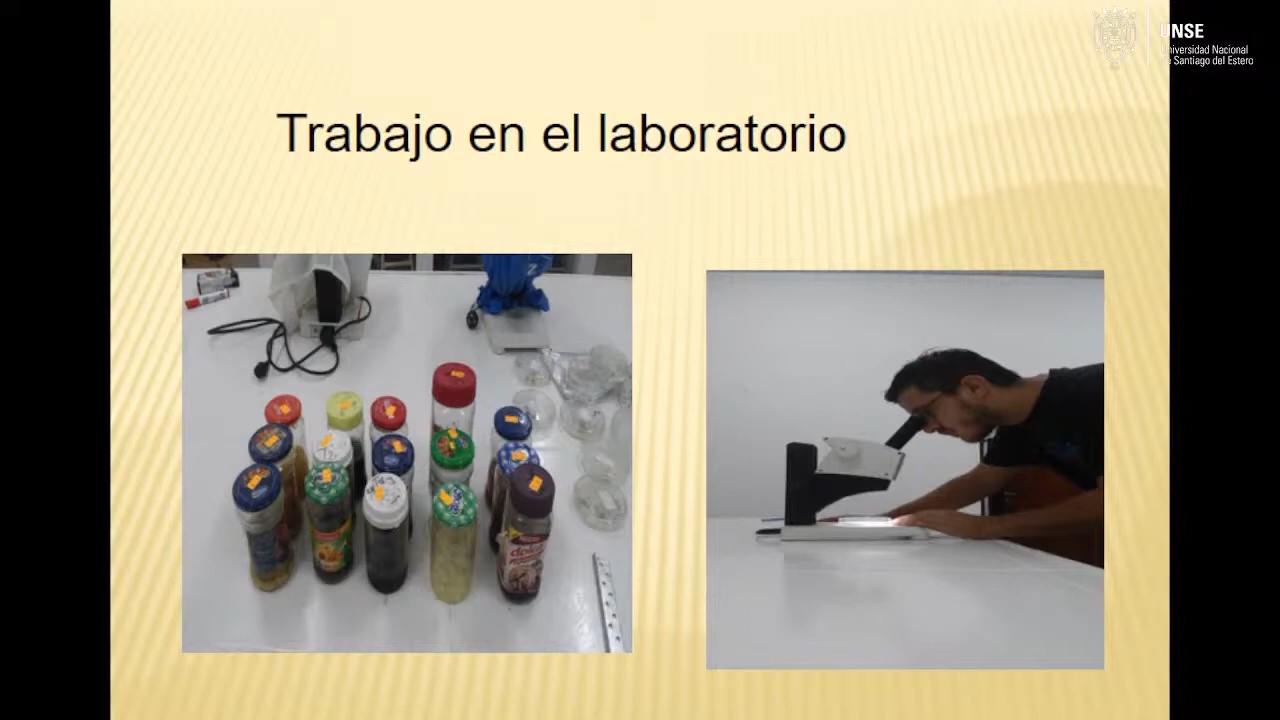 UNSE
Universidad Nacional
de Santiago del Estero
Trabajo en el laboratorio